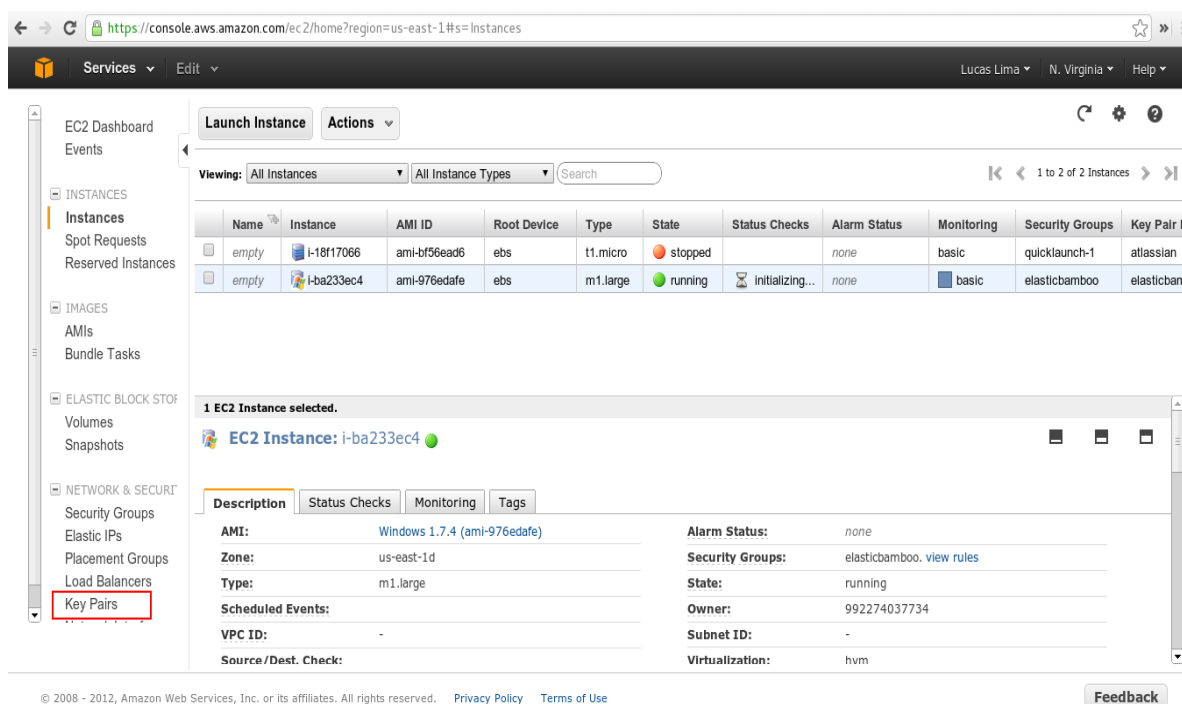 https://console.aws.amazon.com/ec2/home?region=us-east-1#s=Instances
Services Edit Lucas Lima N. Virginia Help
EC2 Dashboard
Events
INSTANCES
Instances
Spot Requests
Reserved Instances
IMAGES
AMIs
Bundle Tasks
ELASTIC BLOCK STOR
Volumes
Snapshots
NETWORK & SECURIT
Security Groups
Elastic IPs
Placement Groups
Load Balancers
Key Pairs
Launch Instance Actions
Viewing: All Instances All Instance Types Search 1 to 2 of 2 Instances
Name Instance AMI ID Root Device Type State Status Checks Alarm Status Monitoring Security Groups Key Pair
empty i-18f17066 ami-bf56ead6 ebs t1.micro stopped none basic quicklaunch-1 atlassian
empty i-ba233ec4 ami-976edafe ebs m1.large running initializing... none basic elasticbamboo elasticban
1 EC2 Instance selected.
EC2 Instance: i-ba233ec4
Description Status Checks Monitoring Tags
AMI: Windows 1.7.4 (ami-976edafe) Alarm Status: none
Zone: us-east-1d Security Groups: elasticbamboo. view rules
Type: m1.large State: running
Scheduled Events: Owner: 992274037734
VPC ID: - Subnet ID: -
Source/Dest. Check: Virtualization: hvm
© 2008 - 2012, Amazon Web Services, Inc. or its affiliates. All rights reserved. Privacy Policy Terms of Use Feedback